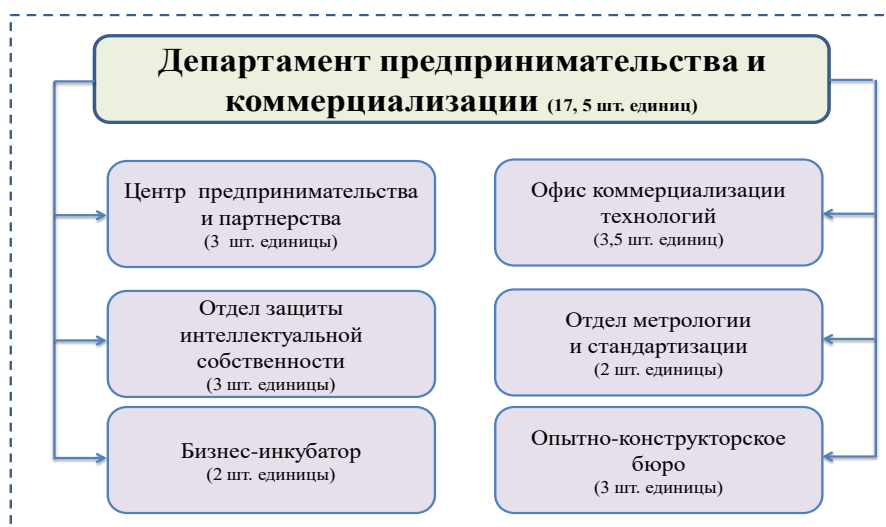 Департамент предпринимательства и
коммерциализации (17, 5 шт. единиц)
Центр предпринимательства
и партнерства
(3 шт. единицы)
Офис коммерциализации
технологий
(3,5 шт. единиц)
Отдел защиты
интеллектуальной
собственности
(3 шт. единицы)
Отдел метрологии
и стандартизации
(2 шт. единицы)
Бизнес-инкубатор
(2 шт. единицы)
Опытно-конструкторское
бюро
(3 шт. единицы)